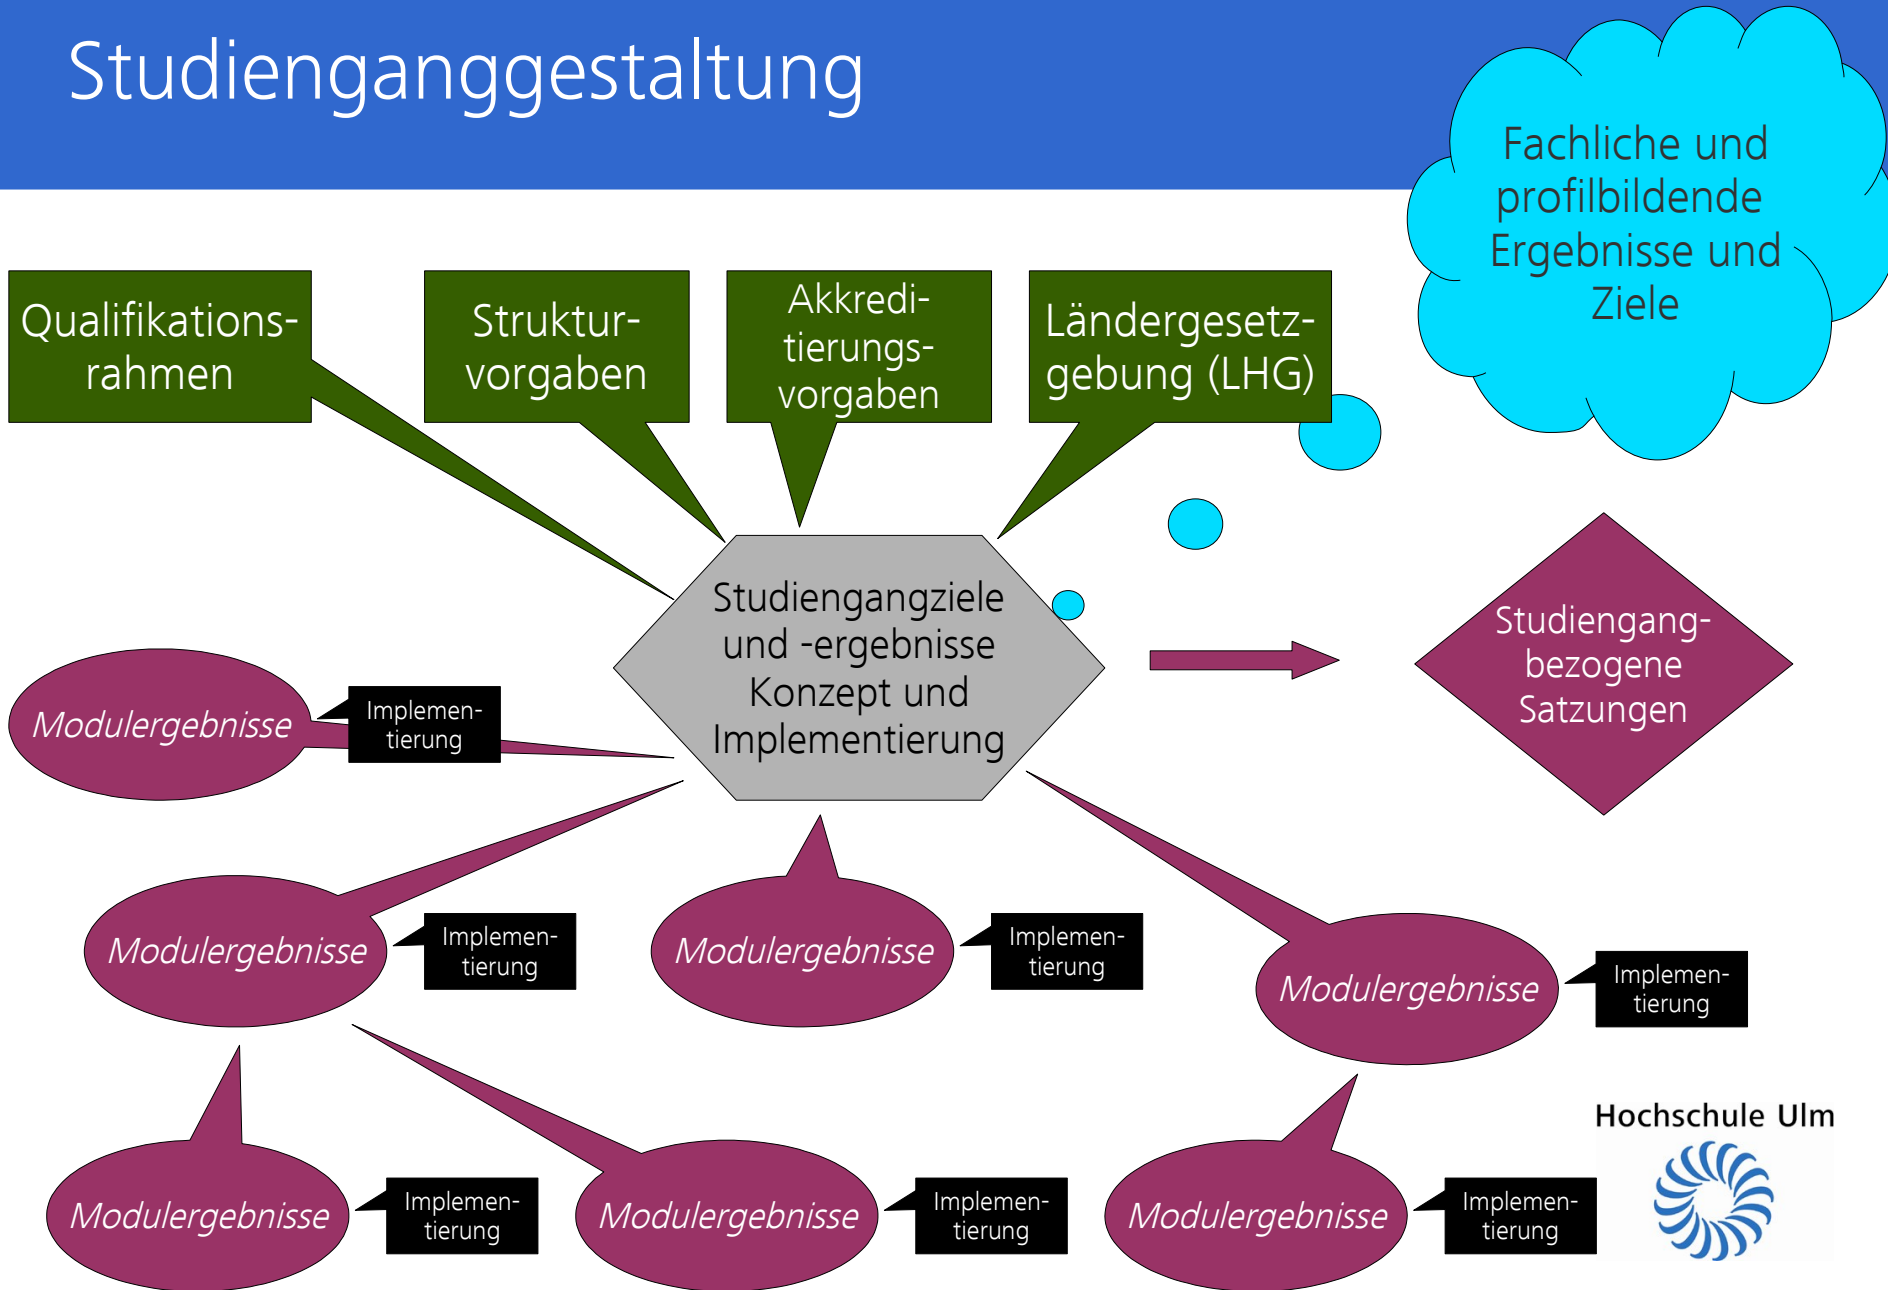 Studienganggestaltung
Fachliche und
profilbildende
Ergebnisse und
Ziele
Qualifikations-
rahmen
Struktur-
vorgaben
Akkredi-
tierungs-
vorgaben
Ländergesetz-
gebung (LHG)
Studiengangziele
und -ergebnisse
Konzept und
Implementierung
Studiengang-
bezogene
Satzungen
Modulergebnisse
Implemen-
tierung
Modulergebnisse
Implemen-
tierung
Modulergebnisse
Implemen-
tierung
Modulergebnisse
Implemen-
tierung
Modulergebnisse
Implemen-
tierung
Modulergebnisse
Implemen-
tierung
Modulergebnisse
Implemen-
tierung
Hochschule Ulm